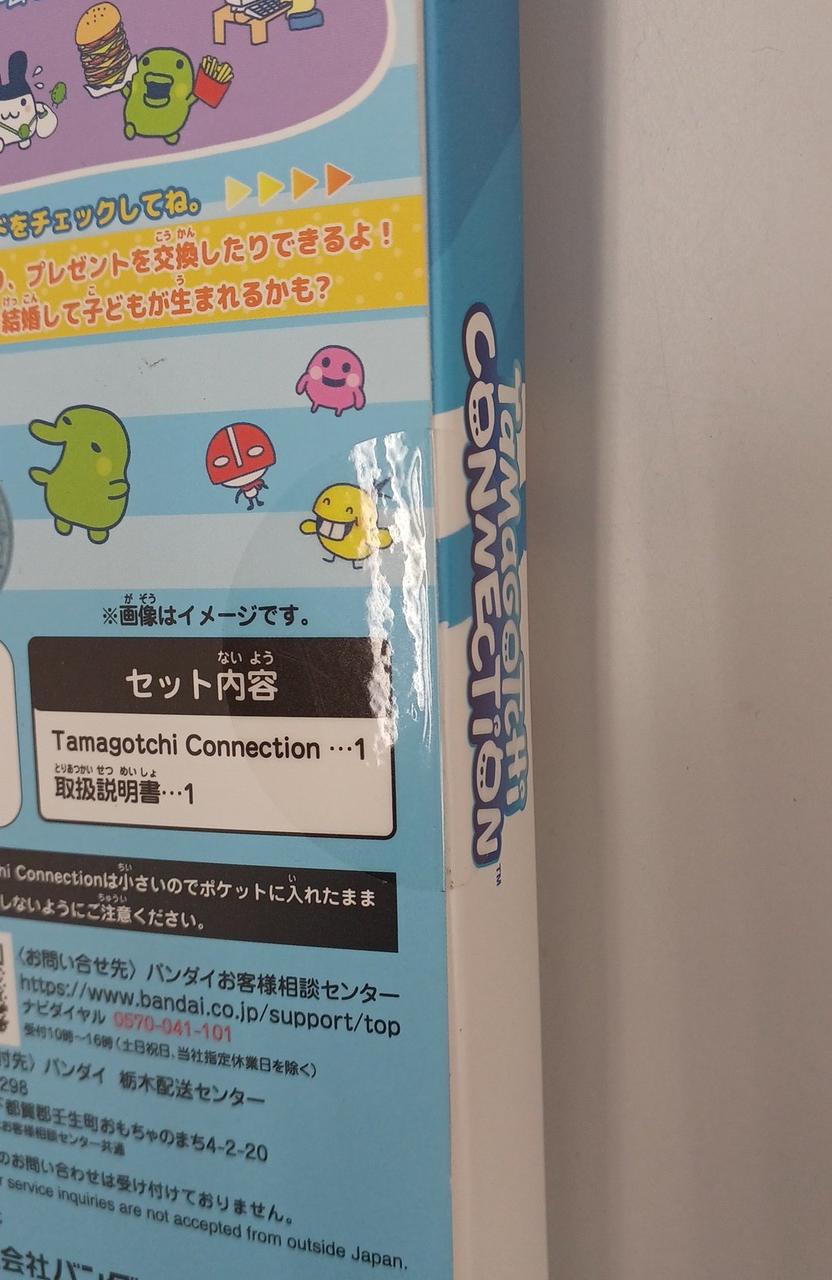 をチェックしてね。
プレゼントを交換したりできるよ！
結婚して子どもが生まれるかも？
※画像はイメージです。
セット内容
Tamagotchi Connection …1
取扱説明書…1
Connectionは小さいのでポケットに入れたまま
しないようにご注意ください。
〈お問い合せ先〉バンダイお客様相談センター
https://www.bandai.co.jp/support/top
ナビダイヤル 0570-041-101
受付10時～16時（土日祝日、当社指定休業日を除く）
バンダイ 栃木配送センター
298
都賀郡壬生町おもちゃのまち4-2-20
お客様相談センター共通
のお問い合わせは受け付けておりません。
service inquiries are not accepted from outside Japan.
会社バンダ
TAMAGOTCHI
CONNECTION™